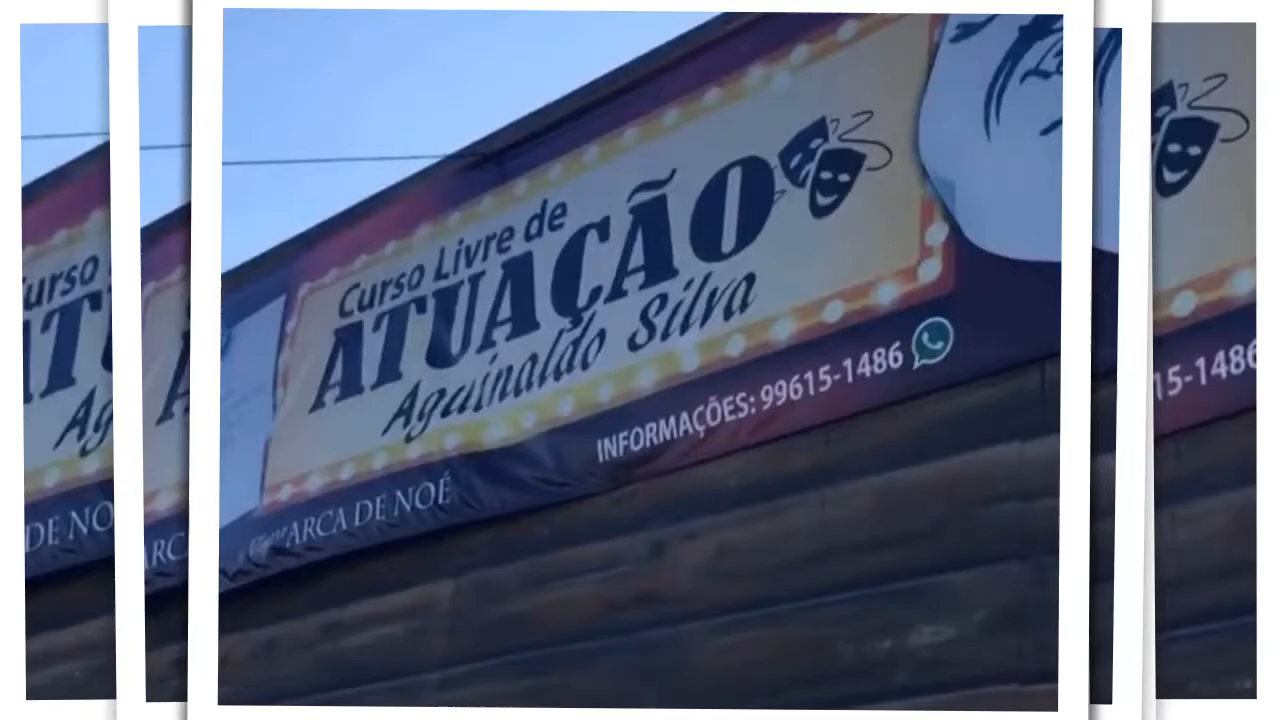 Curso Livre de
ATUAÇÃO
Aguinaldo Silva
INFORMAÇÕES: 99615-1486
ARCA DE NOÉ